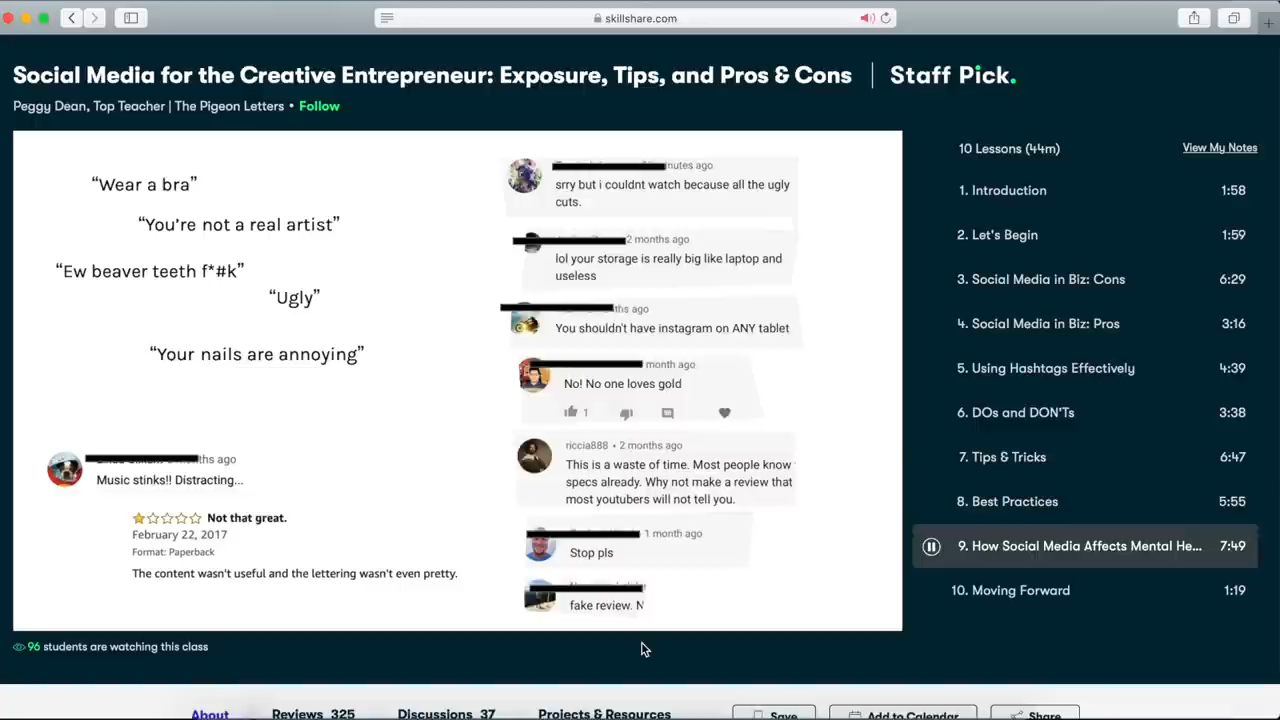 skillshare.com
Social Media for the Creative Entrepreneur: Exposure, Tips, and Pros & Cons
Staff Pick.
Peggy Dean, Top Teacher | The Pigeon Letters • Follow
“Wear a bra”
“You’re not a real artist”
“Ew beaver teeth f*#k”
“Ugly”
“Your nails are annoying”
ago
Music stinks!! Distracting...
Not that great.
February 22, 2017
Format: Paperback
The content wasn't useful and the lettering wasn't even pretty.
ago
srry but i couldnt watch because all the ugly
cuts.
2 months ago
lol your storage is really big like laptop and
useless
ago
You shouldn't have instagram on ANY tablet
month ago
No! No one loves gold
1
riccia888 • 2 months ago
This is a waste of time. Most people know
specs already. Why not make a review that
most youtubers will not tell you.
1 month ago
Stop pls
fake review. N
96 students are watching this class
10 Lessons (44m)
View My Notes
1. Introduction 1:58
2. Let's Begin 1:59
3. Social Media in Biz: Cons 6:29
4. Social Media in Biz: Pros 3:16
5. Using Hashtags Effectively 4:39
6. DOs and DON'Ts 3:38
7. Tips & Tricks 6:47
8. Best Practices 5:55
9. How Social Media Affects Mental He... 7:49
10. Moving Forward 1:19
About
Reviews 325
Discussions 37
Projects & Resources
Save
Add to Calendar
Share